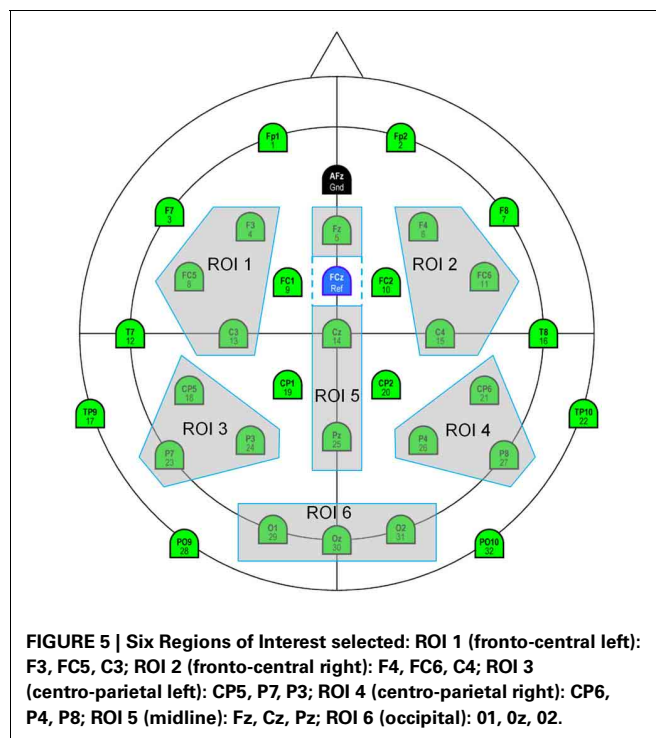 Fp1
1
Fp2
2
AFz
Gnd
F7
3
F3
4
Fz
5
F4
6
F8
7
ROI 1
ROI 2
FC5
8
FC1
9
FCz
Ref
FC2
10
FC6
11
T7
12
C3
13
Cz
14
C4
15
T8
16
TP9
17
CP5
18
CP1
19
CP2
20
CP6
21
TP10
22
ROI 5
ROI 3
ROI 4
P7
23
P3
24
Pz
25
P4
26
P8
27
ROI 6
PO9
28
O1
29
Oz
30
O2
31
PO10
32
FIGURE 5 | Six Regions of Interest selected: ROI 1 (fronto-central left):
F3, FC5, C3; ROI 2 (fronto-central right): F4, FC6, C4; ROI 3
(centro-parietal left): CP5, P7, P3; ROI 4 (centro-parietal right): CP6,
P4, P8; ROI 5 (midline): Fz, Cz, Pz; ROI 6 (occipital): 01, 0z, 02.